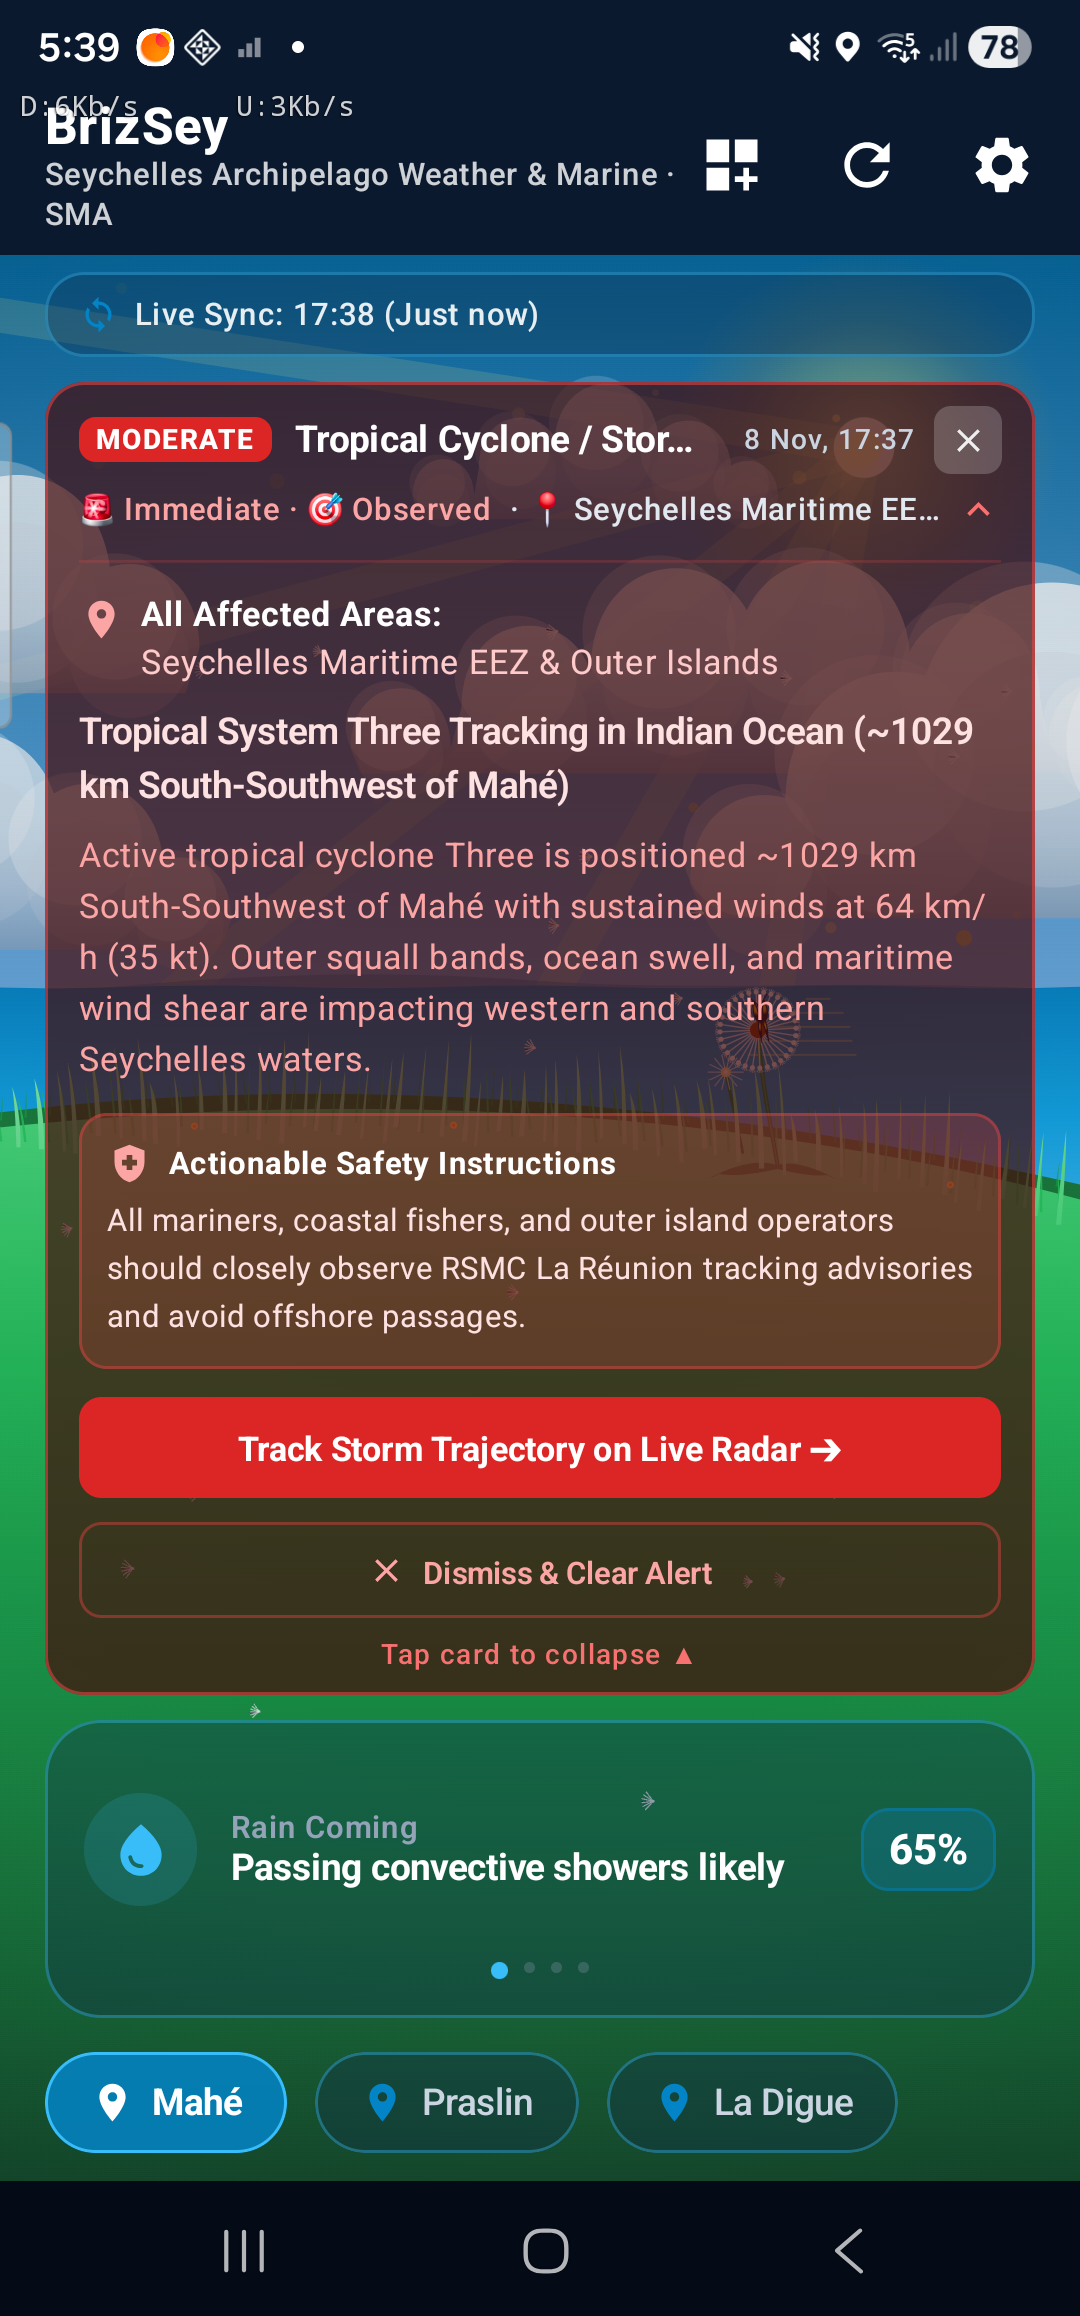 5:39
78
D:6Kb/s U:3Kb/s
BrizSey
Seychelles Archipelago Weather & Marine ·
SMA
Live Sync: 17:38 (Just now)
MODERATE Tropical Cyclone / Stor... 8 Nov, 17:37
🚨 Immediate · 🎯 Observed · 📍 Seychelles Maritime EE...
All Affected Areas:
Seychelles Maritime EEZ & Outer Islands
Tropical System Three Tracking in Indian Ocean (~1029
km South-Southwest of Mahé)
Active tropical cyclone Three is positioned ~1029 km
South-Southwest of Mahé with sustained winds at 64 km/
h (35 kt). Outer squall bands, ocean swell, and maritime
wind shear are impacting western and southern
Seychelles waters.
Actionable Safety Instructions
All mariners, coastal fishers, and outer island operators
should closely observe RSMC La Réunion tracking advisories
and avoid offshore passages.
Track Storm Trajectory on Live Radar →
Dismiss & Clear Alert
Tap card to collapse ▲
Rain Coming
Passing convective showers likely
65%
Mahé Praslin La Digue